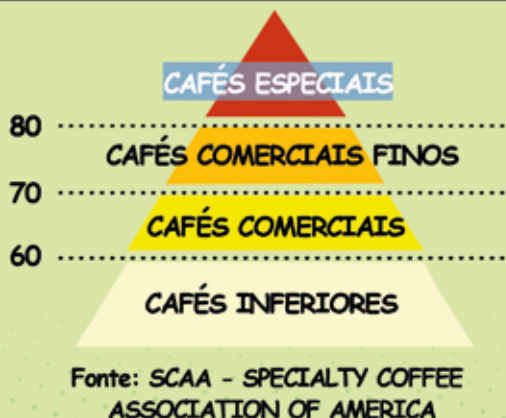 CAFÉS ESPECIAIS
80
CAFÉS COMERCIAIS FINOS
70
CAFÉS COMERCIAIS
60
CAFÉS INFERIORES
Fonte: SCAA - SPECIALTY COFFEE
ASSOCIATION OF AMERICA